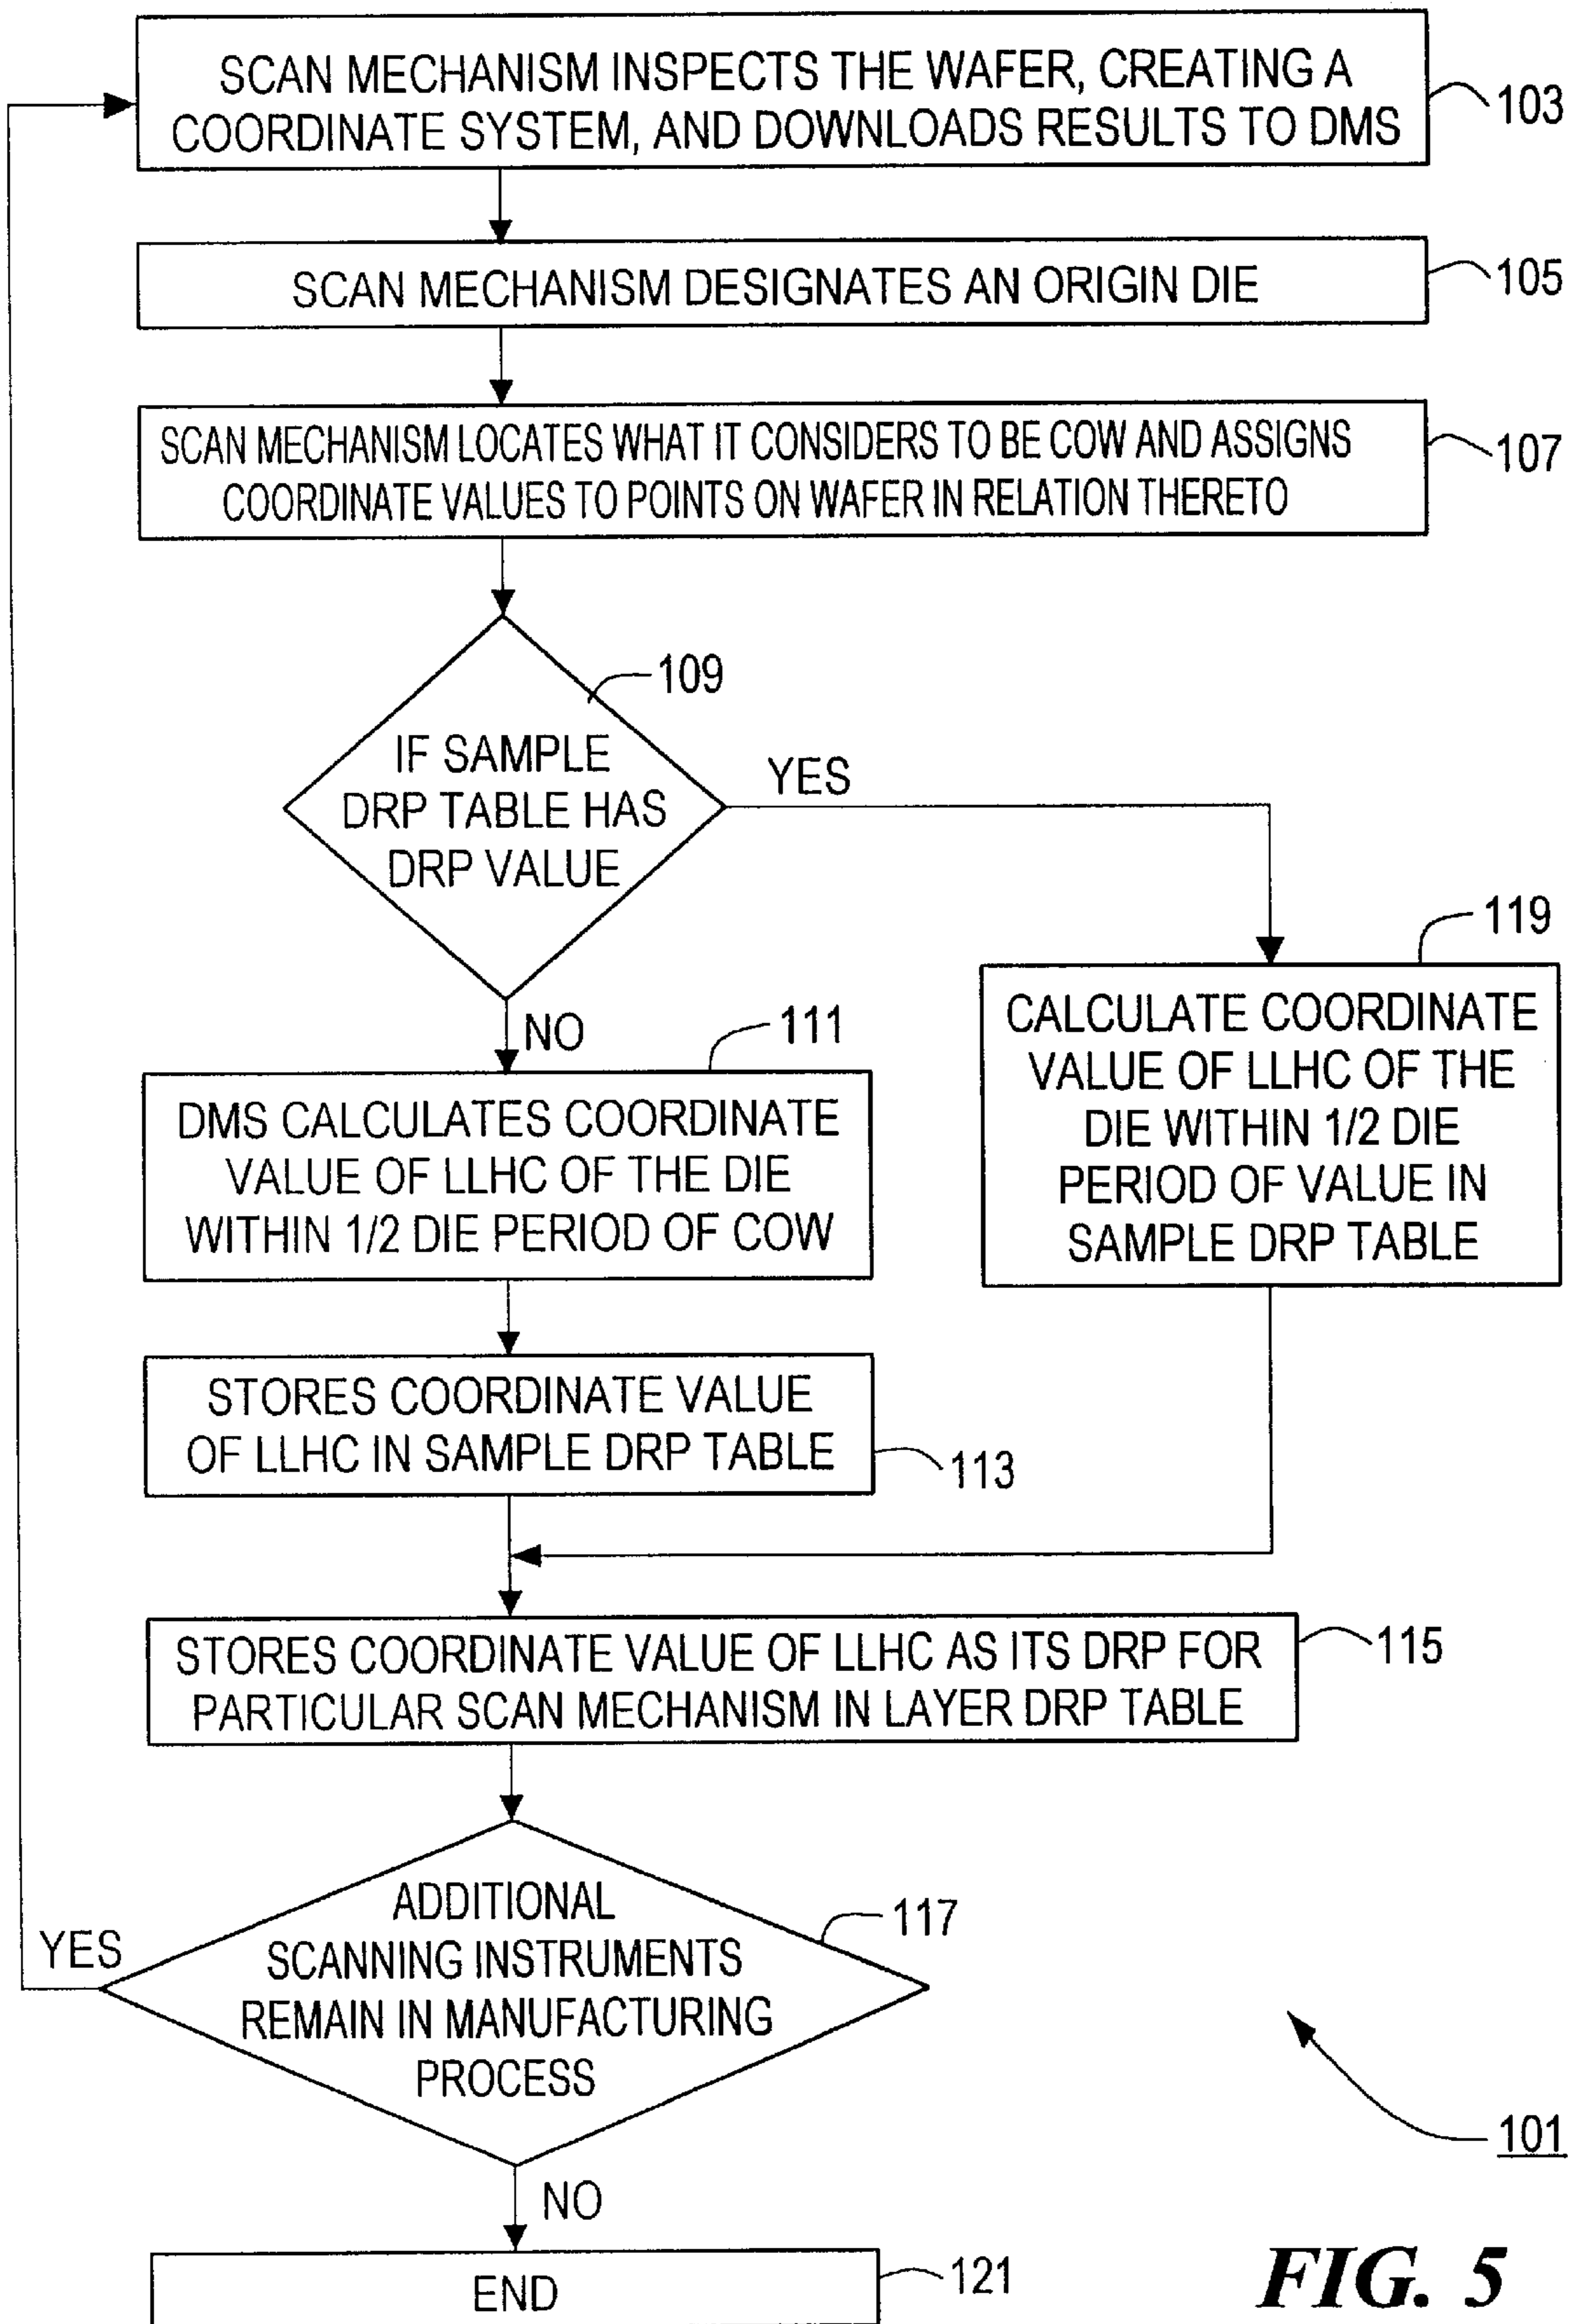 SCAN MECHANISM INSPECTS THE WAFER, CREATING A
COORDINATE SYSTEM, AND DOWNLOADS RESULTS TO DMS
103
SCAN MECHANISM DESIGNATES AN ORIGIN DIE
105
SCAN MECHANISM LOCATES WHAT IT CONSIDERS TO BE COW AND ASSIGNS
COORDINATE VALUES TO POINTS ON WAFER IN RELATION THERETO
107
109
IF SAMPLE
DRP TABLE HAS
DRP VALUE
YES
NO
119
CALCULATE COORDINATE
VALUE OF LLHC OF THE
DIE WITHIN 1/2 DIE
PERIOD OF VALUE IN
SAMPLE DRP TABLE
111
DMS CALCULATES COORDINATE
VALUE OF LLHC OF THE DIE
WITHIN 1/2 DIE PERIOD OF COW
STORES COORDINATE VALUE
OF LLHC IN SAMPLE DRP TABLE
113
STORES COORDINATE VALUE OF LLHC AS ITS DRP FOR
PARTICULAR SCAN MECHANISM IN LAYER DRP TABLE
115
ADDITIONAL
SCANNING INSTRUMENTS
REMAIN IN MANUFACTURING
PROCESS
117
YES
NO
101
END
121
FIG. 5